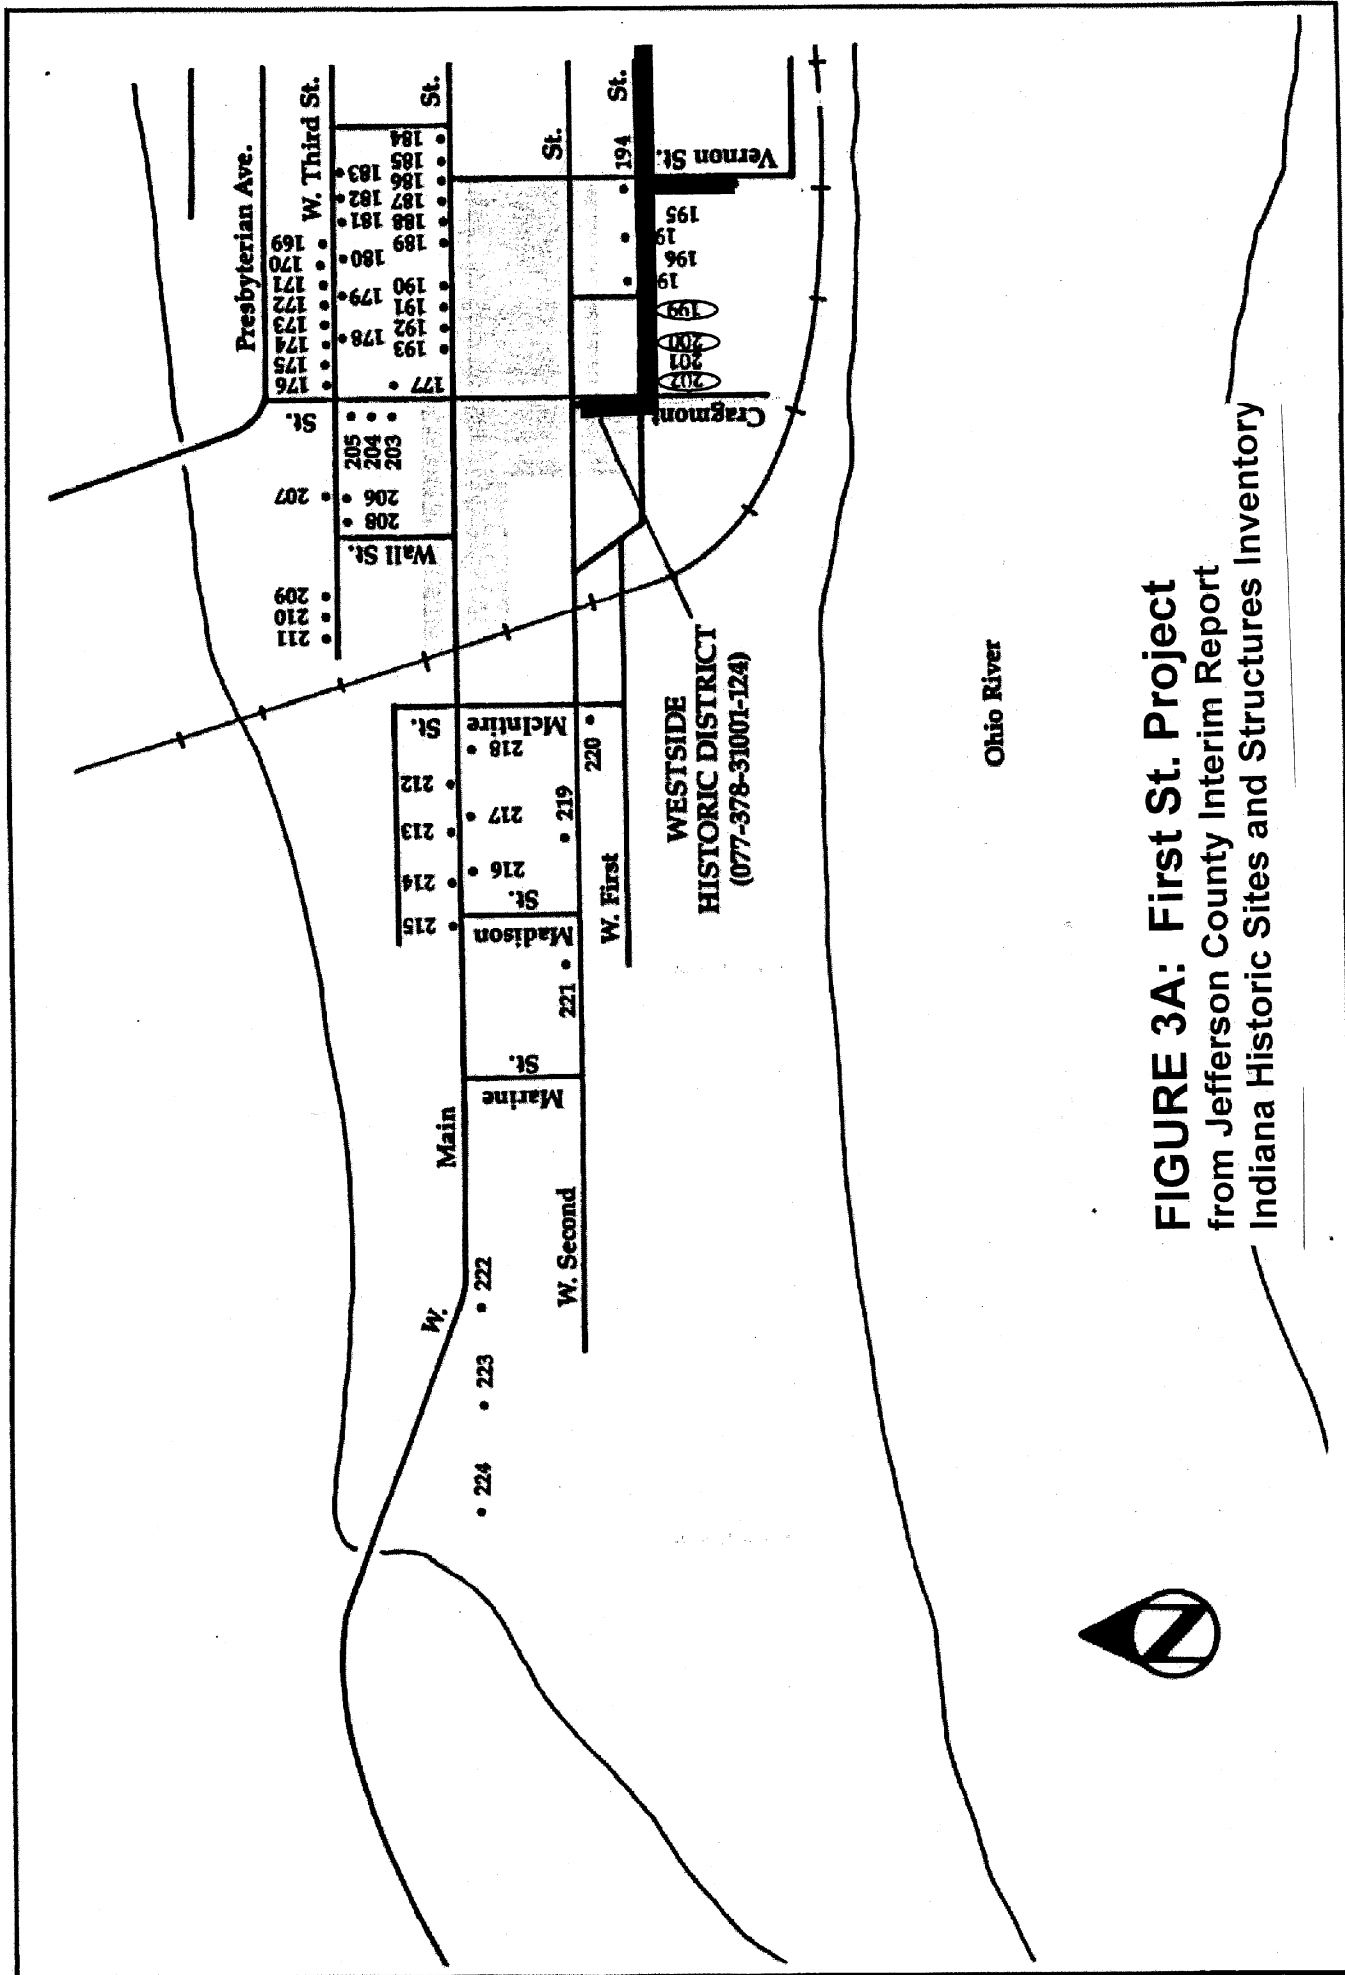 Presbyterian Ave.
W. Third St.
169
170
171
172
173
174
175
176
183
182
181
180
179
178
177
184
185
186
187
188
189
190
191
192
193
St.
St.
St.
194
Vernon St.
195
19
196
19
199
200
201
202
Cragmont
St.
205
204
203
207
206
208
Wall St.
209
210
211
WESTSIDE
HISTORIC DISTRICT
(077-378-31001-124)
McIntire
St.
212
213
214
215
218
217
216
219
220
Madison
St.
W. First
221
Marine
St.
W.
Main
W. Second
222
223
224
Ohio River
FIGURE 3A: First St. Project
from Jefferson County Interim Report
Indiana Historic Sites and Structures Inventory
N